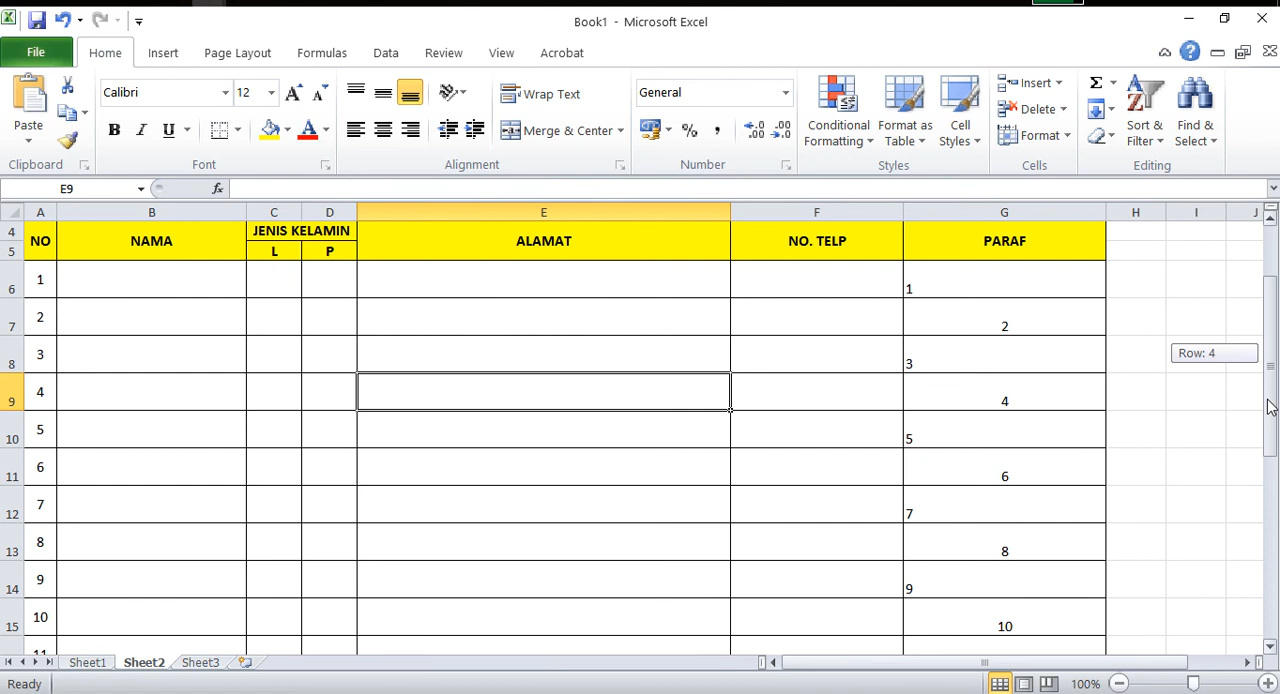 Book1 - Microsoft Excel
File Home Insert Page Layout Formulas Data Review View Acrobat
Paste
Clipboard
Calibri 12
B I U
Font
Wrap Text
Merge & Center
Alignment
General
Number
Conditional Formatting
Format as Table
Cell Styles
Styles
Insert
Delete
Format
Cells
Sort & Filter
Find & Select
Editing
E9 fx
A B C D E F G H I J
4 NO NAMA JENIS KELAMIN ALAMAT NO. TELP PARAF
5 L P
6 1 1
7 2 2
8 3 3
Row: 4
9 4 4
10 5 5
11 6 6
12 7 7
13 8 8
14 9 9
15 10 10
Sheet1 Sheet2 Sheet3
Ready 100%